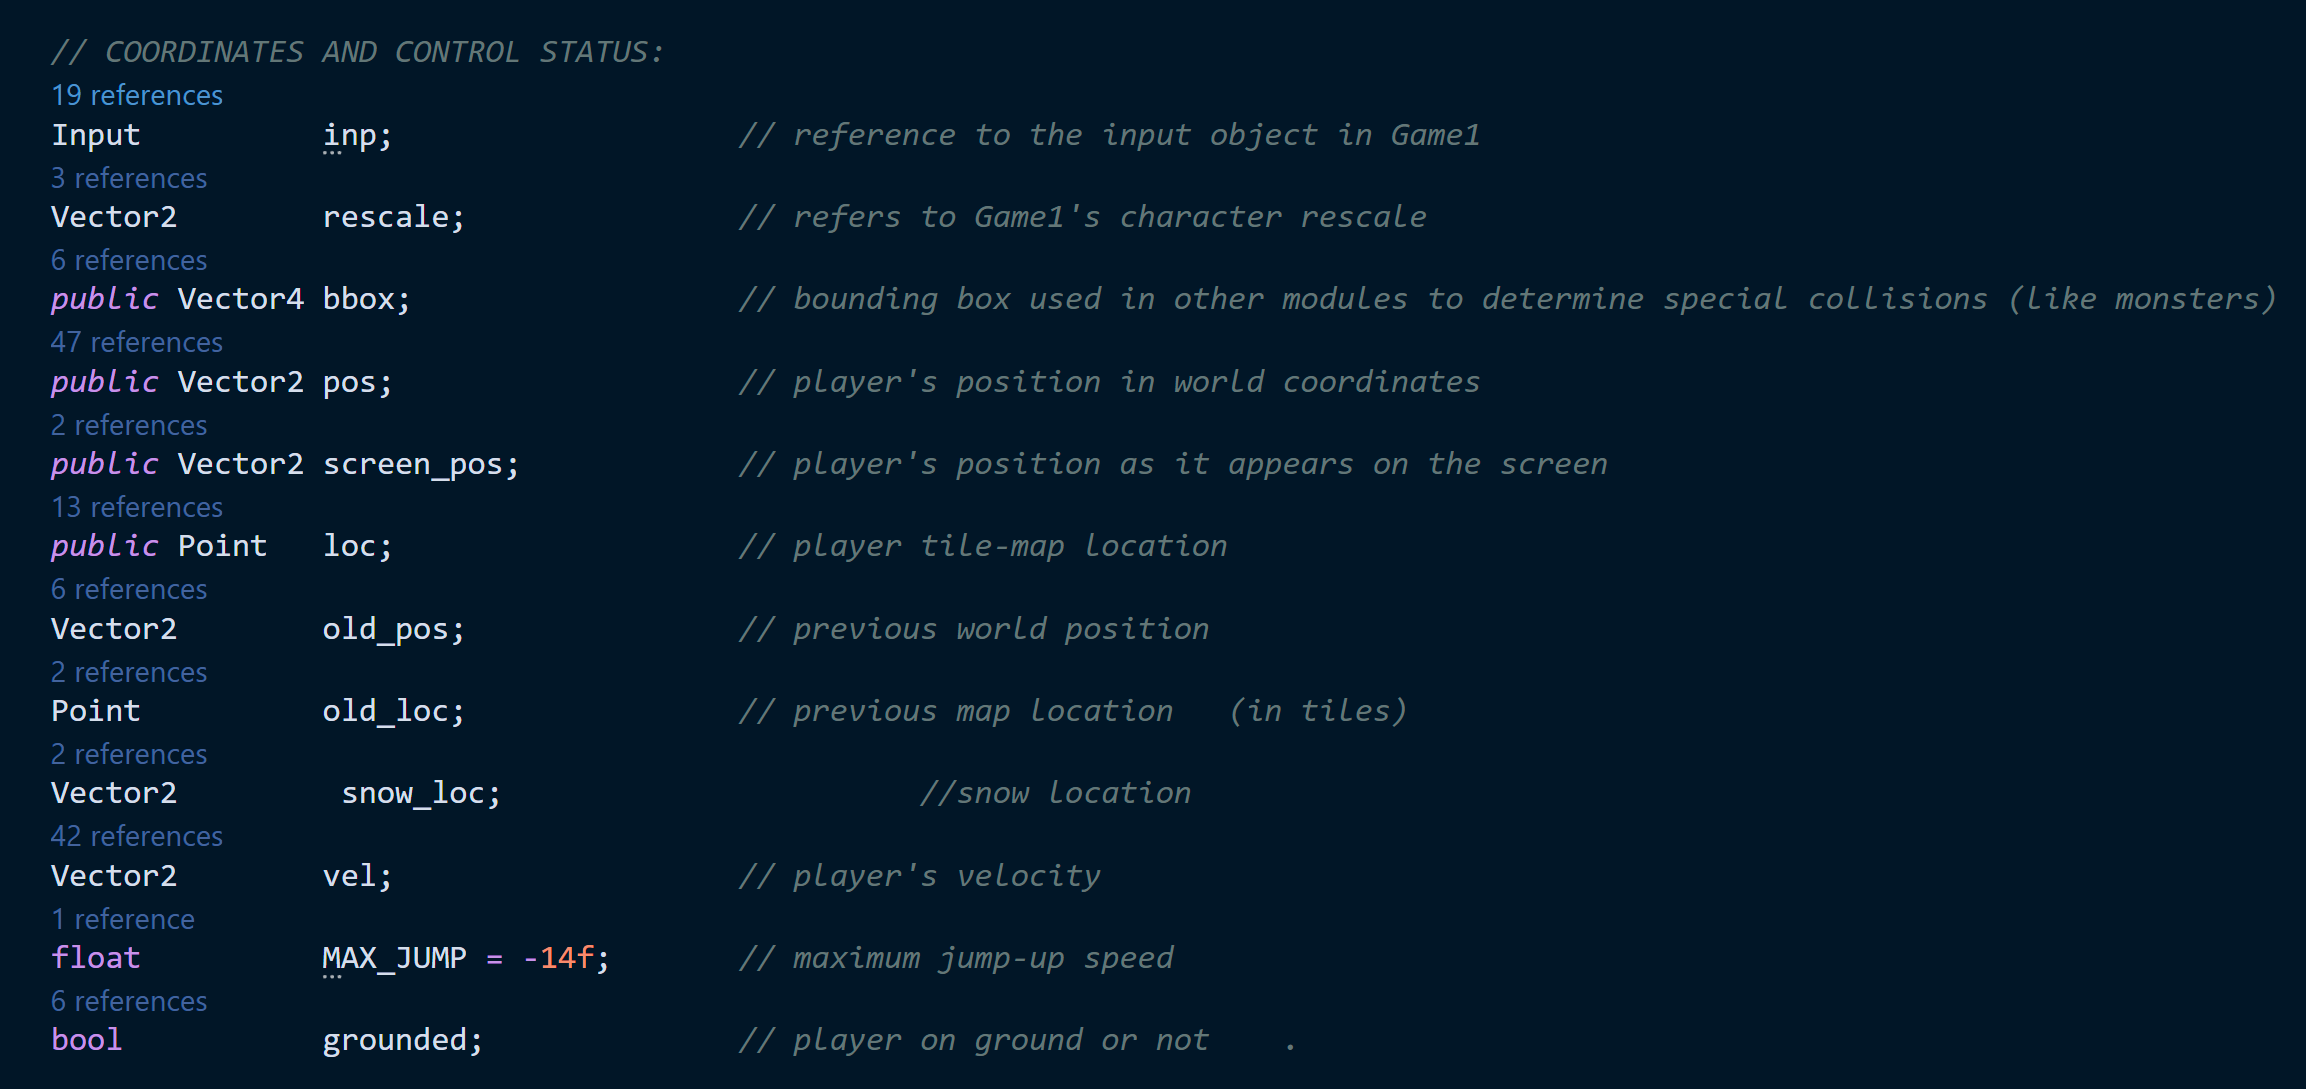 // COORDINATES AND CONTROL STATUS:
19 references
Input          inp;                   // reference to the input object in Game1
3 references
Vector2        rescale;               // refers to Game1's character rescale
6 references
public Vector4 bbox;                  // bounding box used in other modules to determine special collisions (like monsters)
47 references
public Vector2 pos;                   // player's position in world coordinates
2 references
public Vector2 screen_pos;            // player's position as it appears on the screen
13 references
public Point   loc;                   // player tile-map location
6 references
Vector2        old_pos;               // previous world position
2 references
Point          old_loc;               // previous map location   (in tiles)
2 references
Vector2         snow_loc;                       //snow location
42 references
Vector2        vel;                   // player's velocity
1 reference
float          MAX_JUMP = -14f;       // maximum jump-up speed
6 references
bool           grounded;              // player on ground or not    .